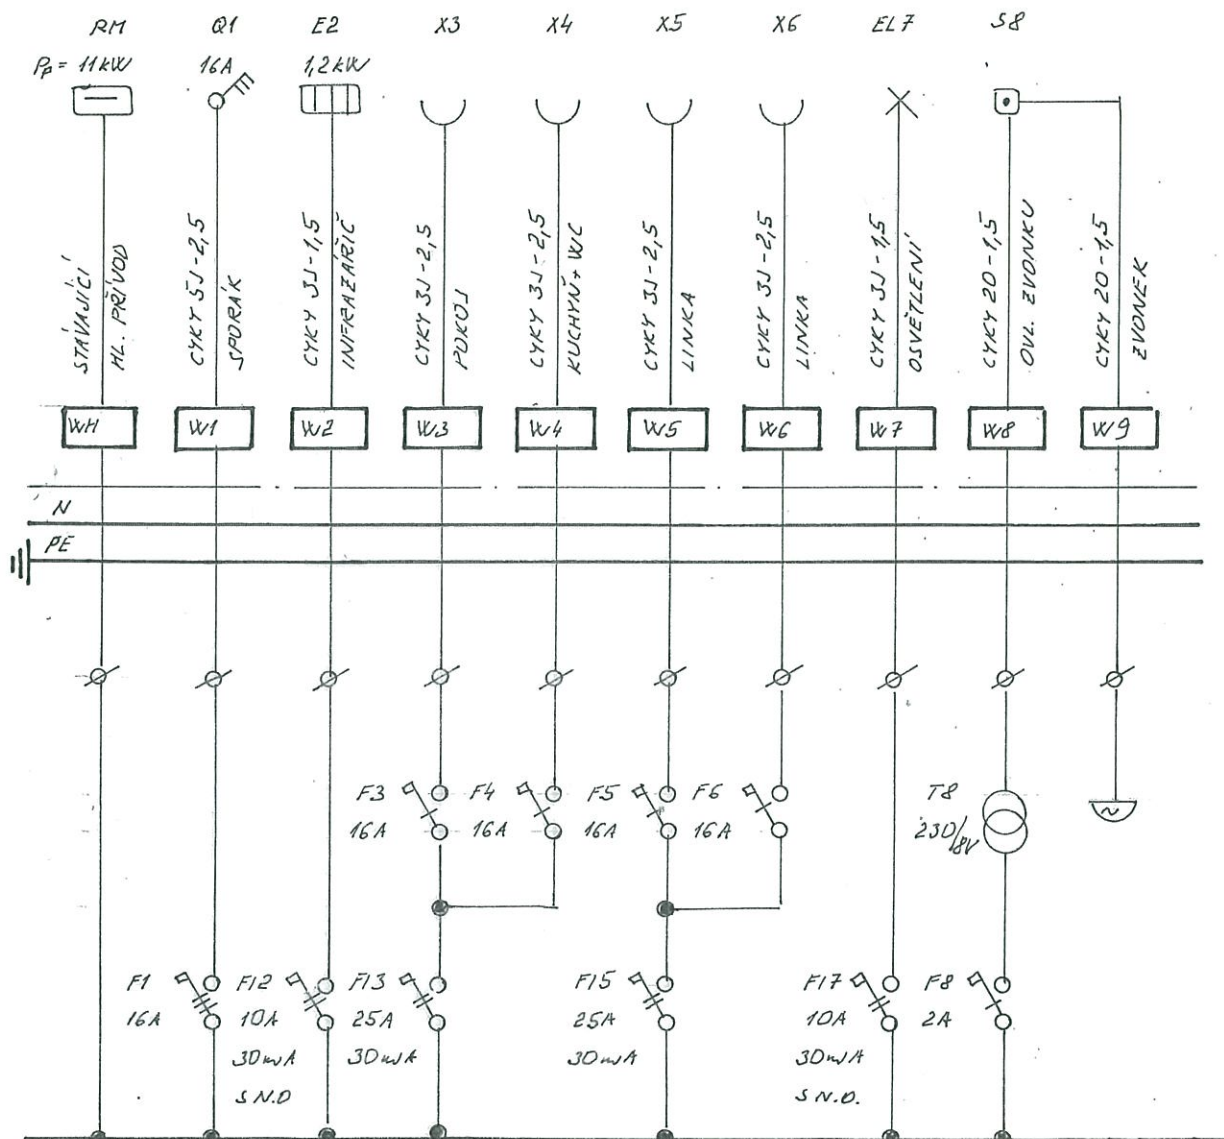 RM Q1 E2 X3 X4 X5 X6 EL7 S8
Pp = 11kW 16A 1,2kW
STÁVAJÍCÍ
HL. PŘÍVOD
CYKY 5J-2,5
SPORÁK
CYKY 3J-1,5
INFRAZÁŘIČ
CYKY 3J-2,5
POKOJ
CYKY 3J-2,5
KUCHYŇ+WC
CYKY 3J-2,5
LINKA
CYKY 3J-2,5
LINKA
CYKY 3J-1,5
OSVĚTLENÍ
CYKY 2O-1,5
OVL. ZVONKU
CYKY 2O-1,5
ZVONEK
WH W1 W2 W3 W4 W5 W6 W7 W8 W9
N
PE
F3 F4 F5 F6 T8
16A 16A 16A 16A 230/8V
~
F1 FI2 FI3 FI5 FI7 F8
16A 10A 25A 25A 10A 2A
30mA 30mA 30mA 30mA
S N.O S N.O.